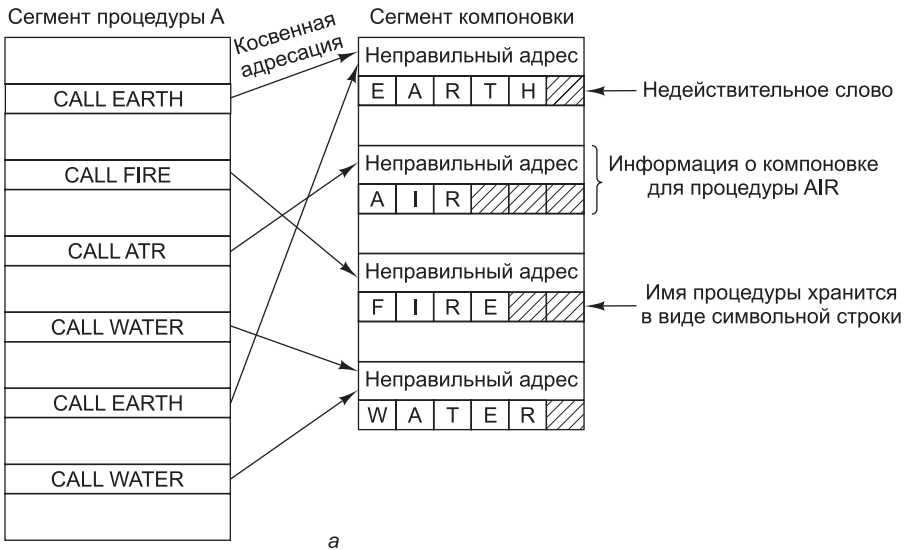 Сегмент процедуры А
Сегмент компоновки
Косвенная
адресация
CALL EARTH
CALL FIRE
CALL ATR
CALL WATER
CALL EARTH
CALL WATER
Неправильный адрес
E A R T H
Неправильный адрес
A I R
Неправильный адрес
F I R E
Неправильный адрес
W A T E R
Недействительное слово
Информация о компоновке
для процедуры AIR
Имя процедуры хранится
в виде символьной строки
а